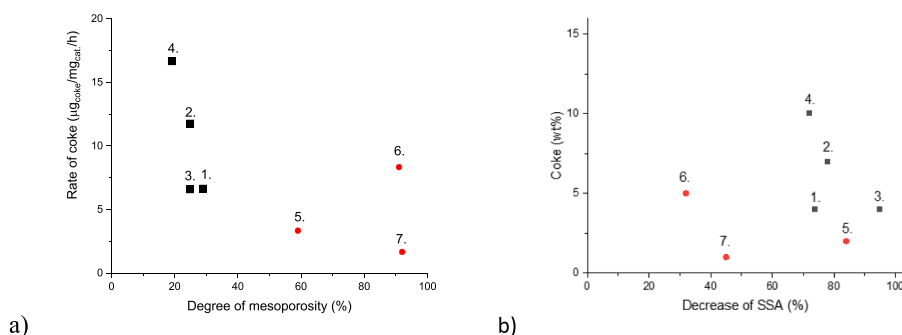 20
15
10
5
0
Rate of coke (µgcoke/mgcat./h)
4.
2.
3. 1.
6.
5.
7.
0 20 40 60 80 100
Degree of mesoporosity (%)
a)
15
10
5
0
Coke (wt%)
4.
2.
6.
1. 3.
7.
5.
0 20 40 60 80 100
Decrease of SSA (%)
b)